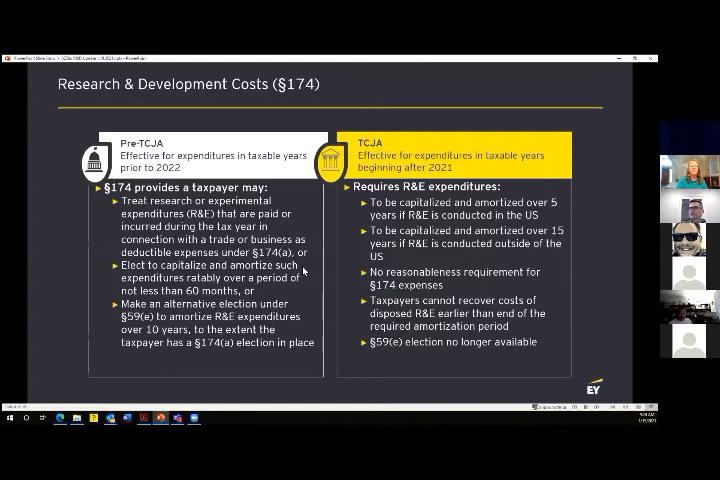 Research & Development Costs (§174)
Pre-TCJA
Effective for expenditures in taxable years
prior to 2022
§174 provides a taxpayer may:
Treat research or experimental
expenditures (R&E) that are paid or
incurred during the tax year in
connection with a trade or business as
deductible expenses under §174(a), or
Elect to capitalize and amortize such
expenditures ratably over a period of
not less than 60 months, or
Make an alternative election under
§59(e) to amortize R&E expenditures
over 10 years, to the extent the
taxpayer has a §174(a) election in place
TCJA
Effective for expenditures in taxable years
beginning after 2021
Requires R&E expenditures:
To be capitalized and amortized over 5
years if R&E is conducted in the US
To be capitalized and amortized over 15
years if R&E is conducted outside of the
US
No reasonableness requirement for
§174 expenses
Taxpayers cannot recover costs of
disposed R&E earlier than end of the
required amortization period
§59(e) election no longer available
EY